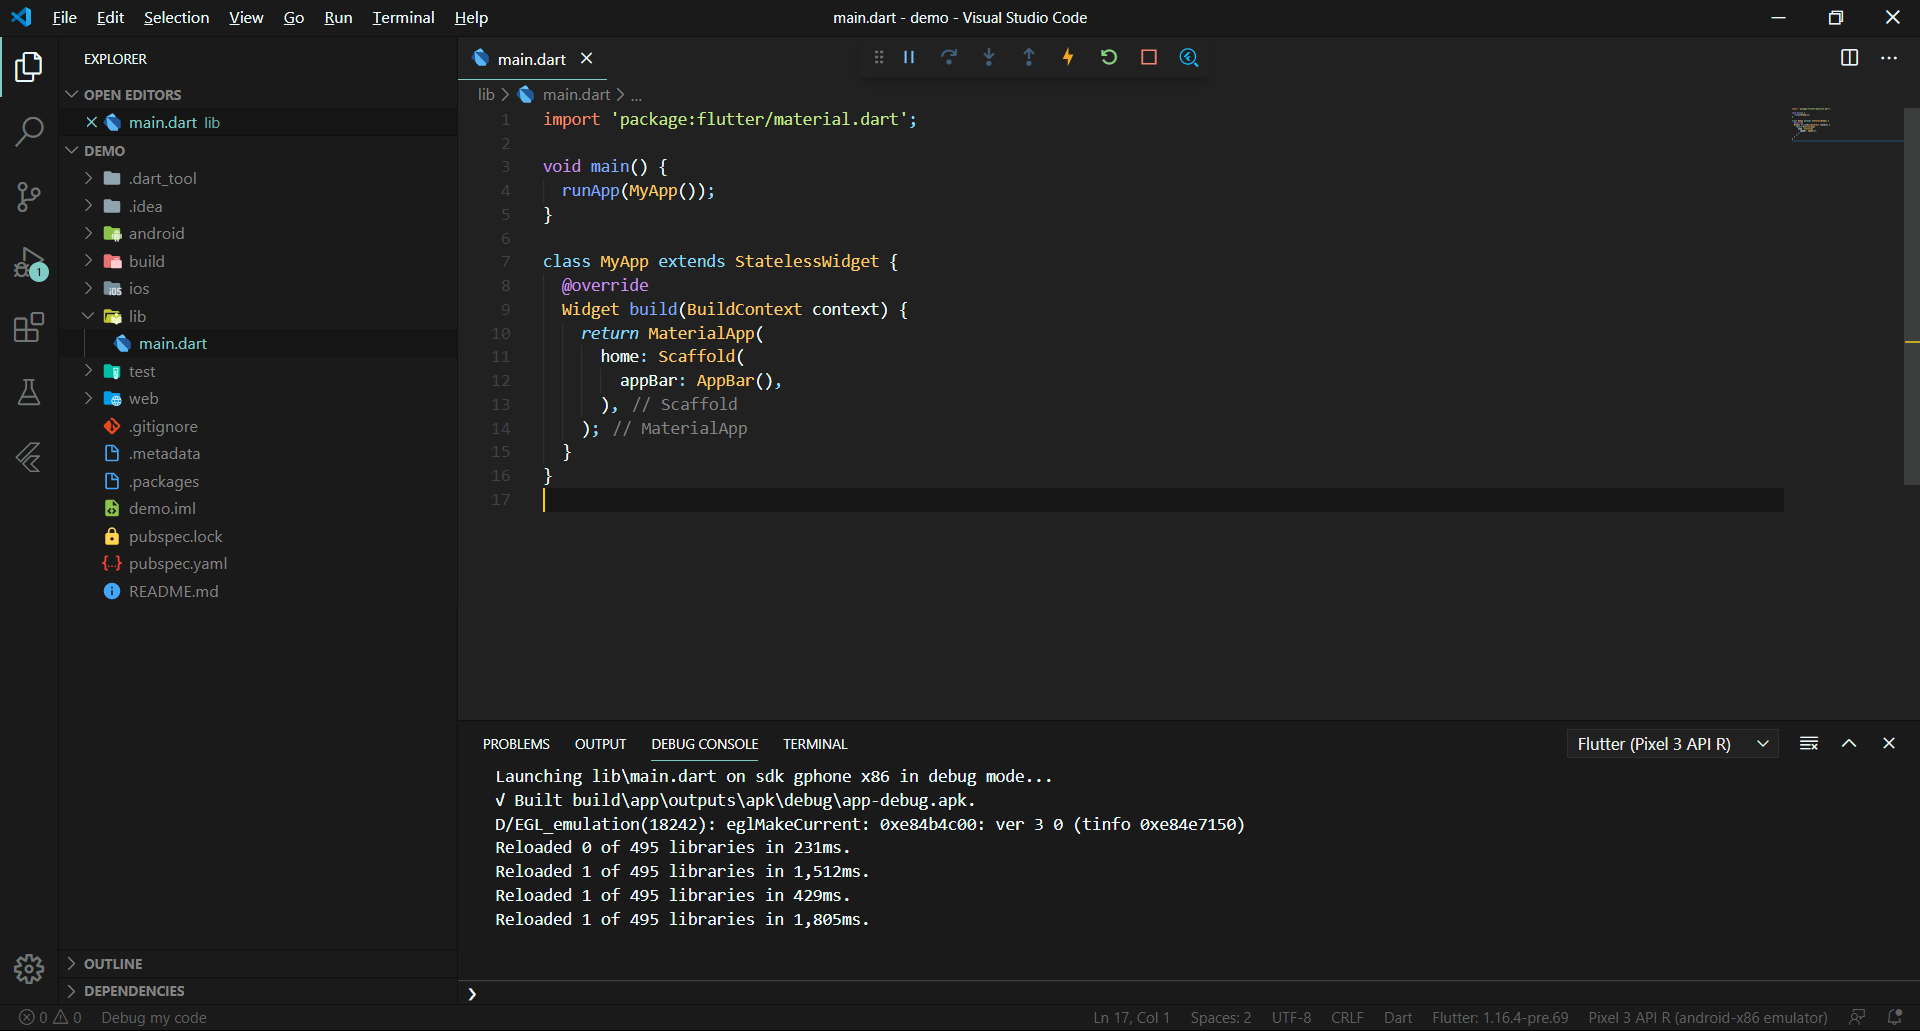 File Edit Selection View Go Run Terminal Help
main.dart - demo - Visual Studio Code
EXPLORER
OPEN EDITORS
main.dart lib
DEMO
.dart_tool
.idea
android
build
ios
lib
main.dart
test
web
.gitignore
.metadata
.packages
demo.iml
pubspec.lock
pubspec.yaml
README.md
OUTLINE
DEPENDENCIES
1
main.dart
lib > main.dart > ...
1 import 'package:flutter/material.dart';
2
3 void main() {
4 runApp(MyApp());
5 }
6
7 class MyApp extends StatelessWidget {
8 @override
9 Widget build(BuildContext context) {
10 return MaterialApp(
11 home: Scaffold(
12 appBar: AppBar(),
13 ), // Scaffold
14 ); // MaterialApp
15 }
16 }
17
PROBLEMS OUTPUT DEBUG CONSOLE TERMINAL
Flutter (Pixel 3 API R)
Launching lib\main.dart on sdk gphone x86 in debug mode...
√ Built build\app\outputs\apk\debug\app-debug.apk.
D/EGL_emulation(18242): eglMakeCurrent: 0xe84b4c00: ver 3 0 (tinfo 0xe84e7150)
Reloaded 0 of 495 libraries in 231ms.
Reloaded 1 of 495 libraries in 1,512ms.
Reloaded 1 of 495 libraries in 429ms.
Reloaded 1 of 495 libraries in 1,805ms.
0 0 Debug my code
Ln 17, Col 1 Spaces: 2 UTF-8 CRLF Dart Flutter: 1.16.4-pre.69 Pixel 3 API R (android-x86 emulator)